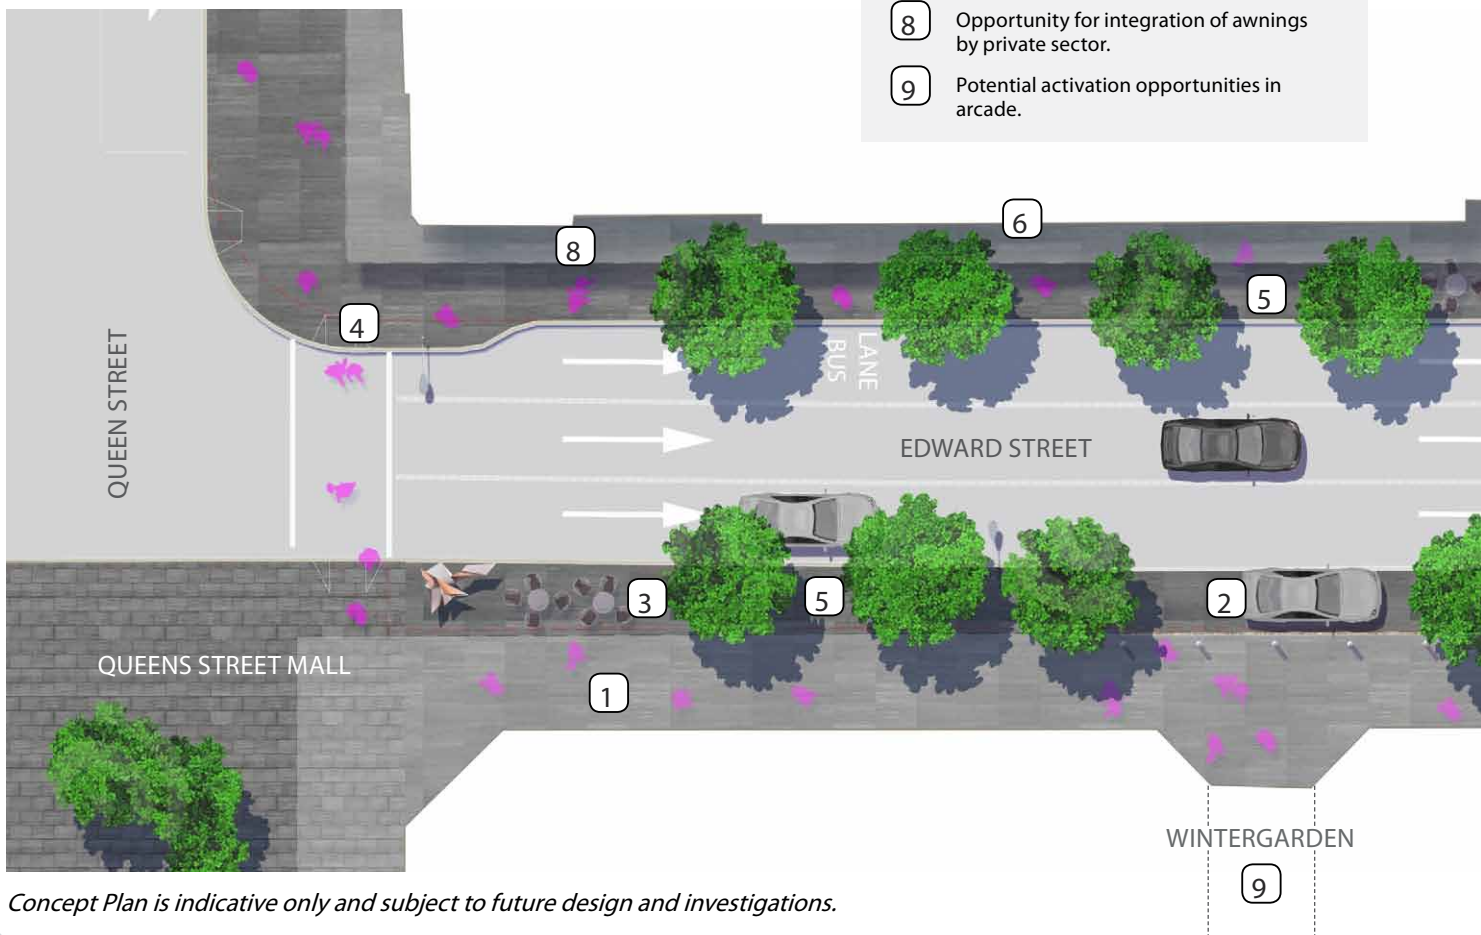 8
Opportunity for integration of awnings
by private sector.
9
Potential activation opportunities in
arcade.
6
8
5
4
QUEEN STREET
BUS
LANE
EDWARD STREET
3
5
2
QUEENS STREET MALL
1
WINTERGARDEN
9
Concept Plan is indicative only and subject to future design and investigations.